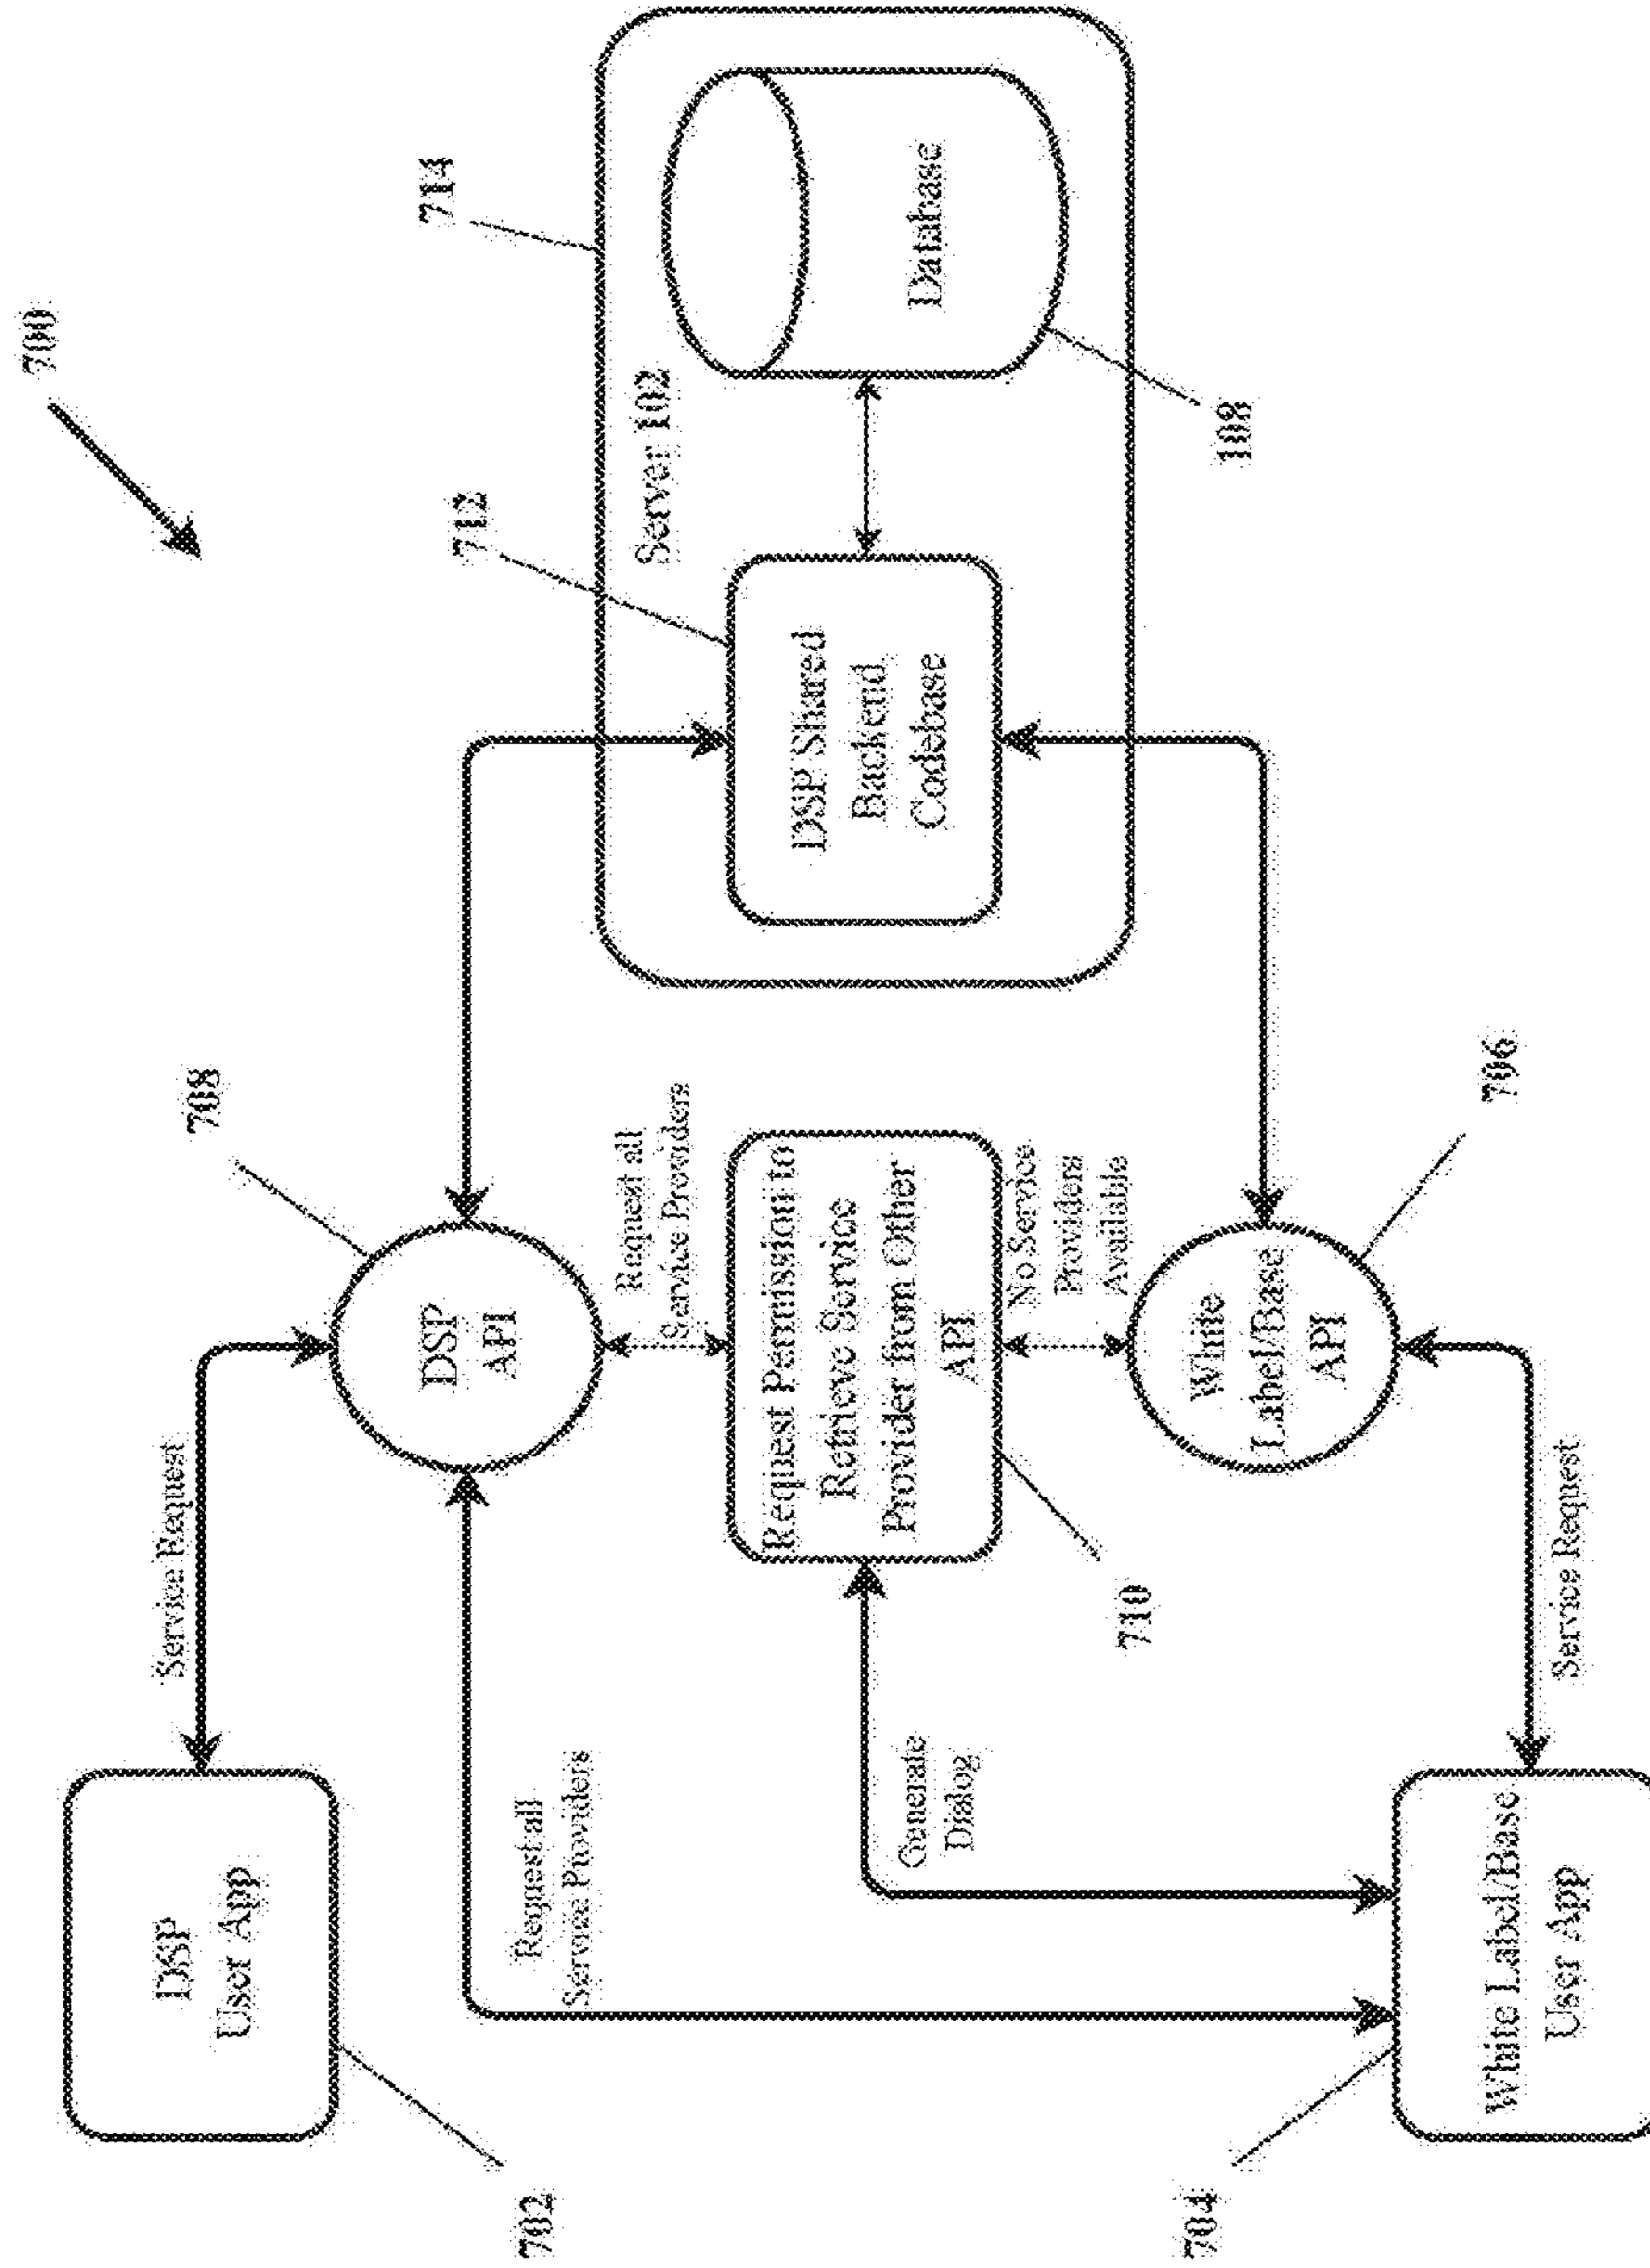 700
714
712
Server 102
Database
108
DSP Shared
Backend
Codebase
708
DSP
API
Service Request
DSP
User App
702
Request all
Service Providers
Request all
Service Providers
Request Permission to
Retrieve Service
Provider from Other
API
710
Generate
Dialog
No Service
Providers
Available
White
Label/Base
API
706
Service Request
White Label/Base
User App
704